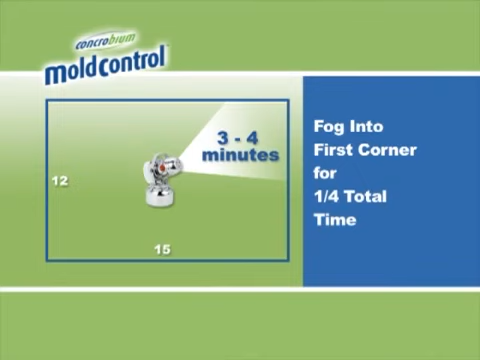 concrobium
moldcontrol
3 - 4
minutes
12
15
Fog Into
First Corner
for
1/4 Total
Time